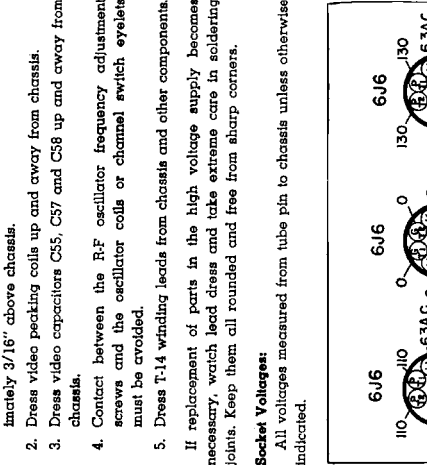 imately 3/16" above chassis.
2. Dress video peaking coils up and away from chassis.
3. Dress video capacitors C55, C57 and C58 up and away from
chassis.
4. Contact between the R-F oscillator frequency adjustment
screws and the oscillator coils or channel switch eyelets
must be avoided.
5. Dress T-14 winding leads from chassis and other components.
If replacement of parts in the high voltage supply becomes
necessary, watch lead dress and take extreme care in soldering
joints. Keep them all rounded and free from sharp corners.
Socket Voltages:
All voltages measured from tube pin to chassis unless otherwise
indicated.
6J6 6J6 6J6
110 110 0 0 130 130
6.3AC 6.3AC